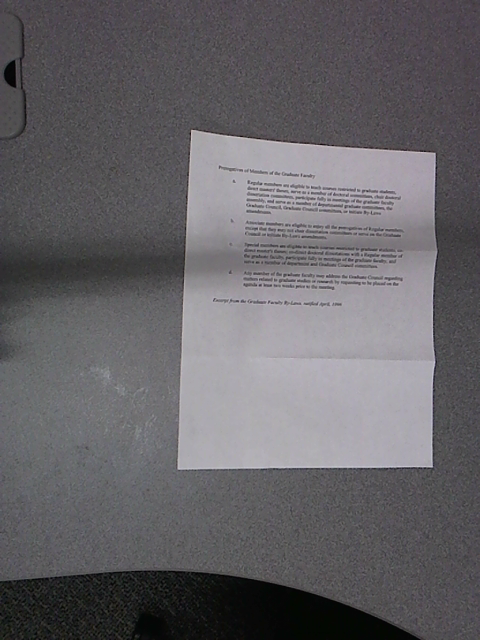 Prerogatives of Members of the Graduate Faculty
a. Regular members are eligible to teach courses restricted to graduate students,
direct masters' theses, serve as a member of doctoral committees, chair doctoral
dissertation committees, participate fully in meetings of the graduate faculty
assembly, and serve as a member of departmental graduate committees, the
Graduate Council, Graduate Council committees, or initiate By-Laws
amendments.
b. Associate members are eligible to enjoy all the prerogatives of Regular members,
except that they may not chair dissertation committees or serve on the Graduate
Council or initiate By-Laws amendments.
c. Special members are eligible to teach courses restricted to graduate students,
direct masters' theses, co-direct doctoral dissertations with a Regular member of
the graduate faculty, participate fully in meetings of the graduate faculty, and
serve as a member of department and Graduate Council committees.
d. Any member of the graduate faculty may address the Graduate Council regarding
matters related to graduate studies or research by requesting to be placed on the
agenda at least two weeks prior to the meeting.
Excerpt from the Graduate Faculty By-Laws, ratified April, 1996